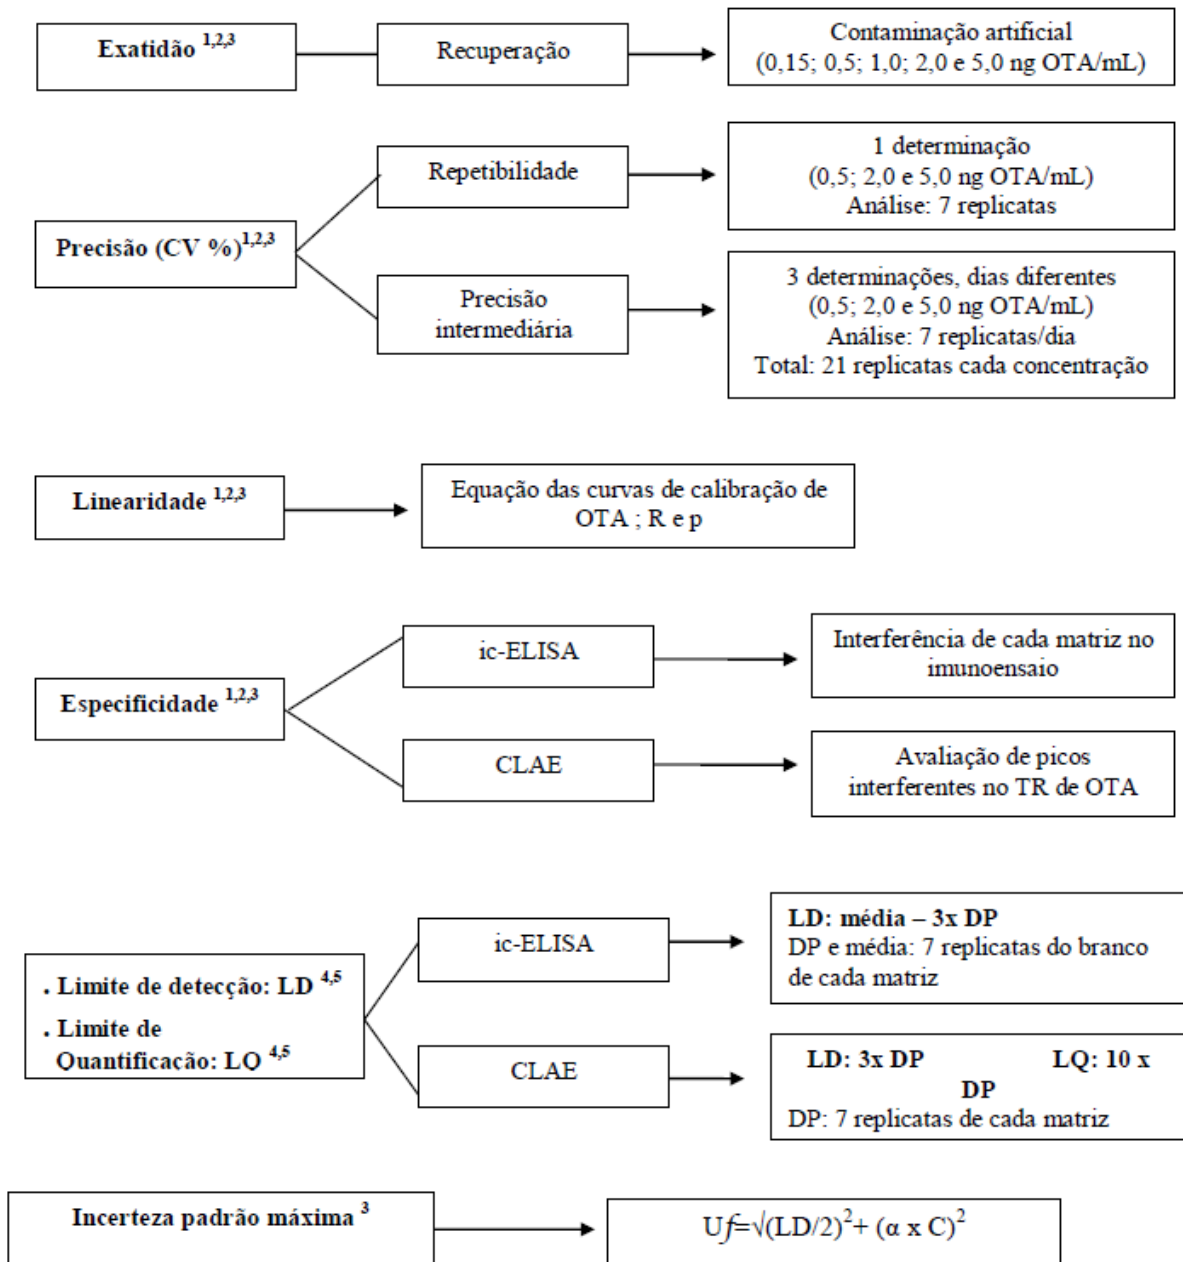 Exatidão 1,2,3
Recuperação
Contaminação artificial
(0,15; 0,5; 1,0; 2,0 e 5,0 ng OTA/mL)
Precisão (CV %)1,2,3
Repetibilidade
1 determinação
(0,5; 2,0 e 5,0 ng OTA/mL)
Análise: 7 replicatas
Precisão
intermediária
3 determinações, dias diferentes
(0,5; 2,0 e 5,0 ng OTA/mL)
Análise: 7 replicatas/dia
Total: 21 replicatas cada concentração
Linearidade 1,2,3
Equação das curvas de calibração de
OTA ; R e p
Especificidade 1,2,3
ic-ELISA
Interferência de cada matriz no
imunoensaio
CLAE
Avaliação de picos
interferentes no TR de OTA
. Limite de detecção: LD 4,5
. Limite de
Quantificação: LQ 4,5
ic-ELISA
LD: média – 3x DP
DP e média: 7 replicatas do branco
de cada matriz
CLAE
LD: 3x DP LQ: 10 x
DP
DP: 7 replicatas de cada matriz
Incerteza padrão máxima 3
Uf=√(LD/2)²+ (α x C)²